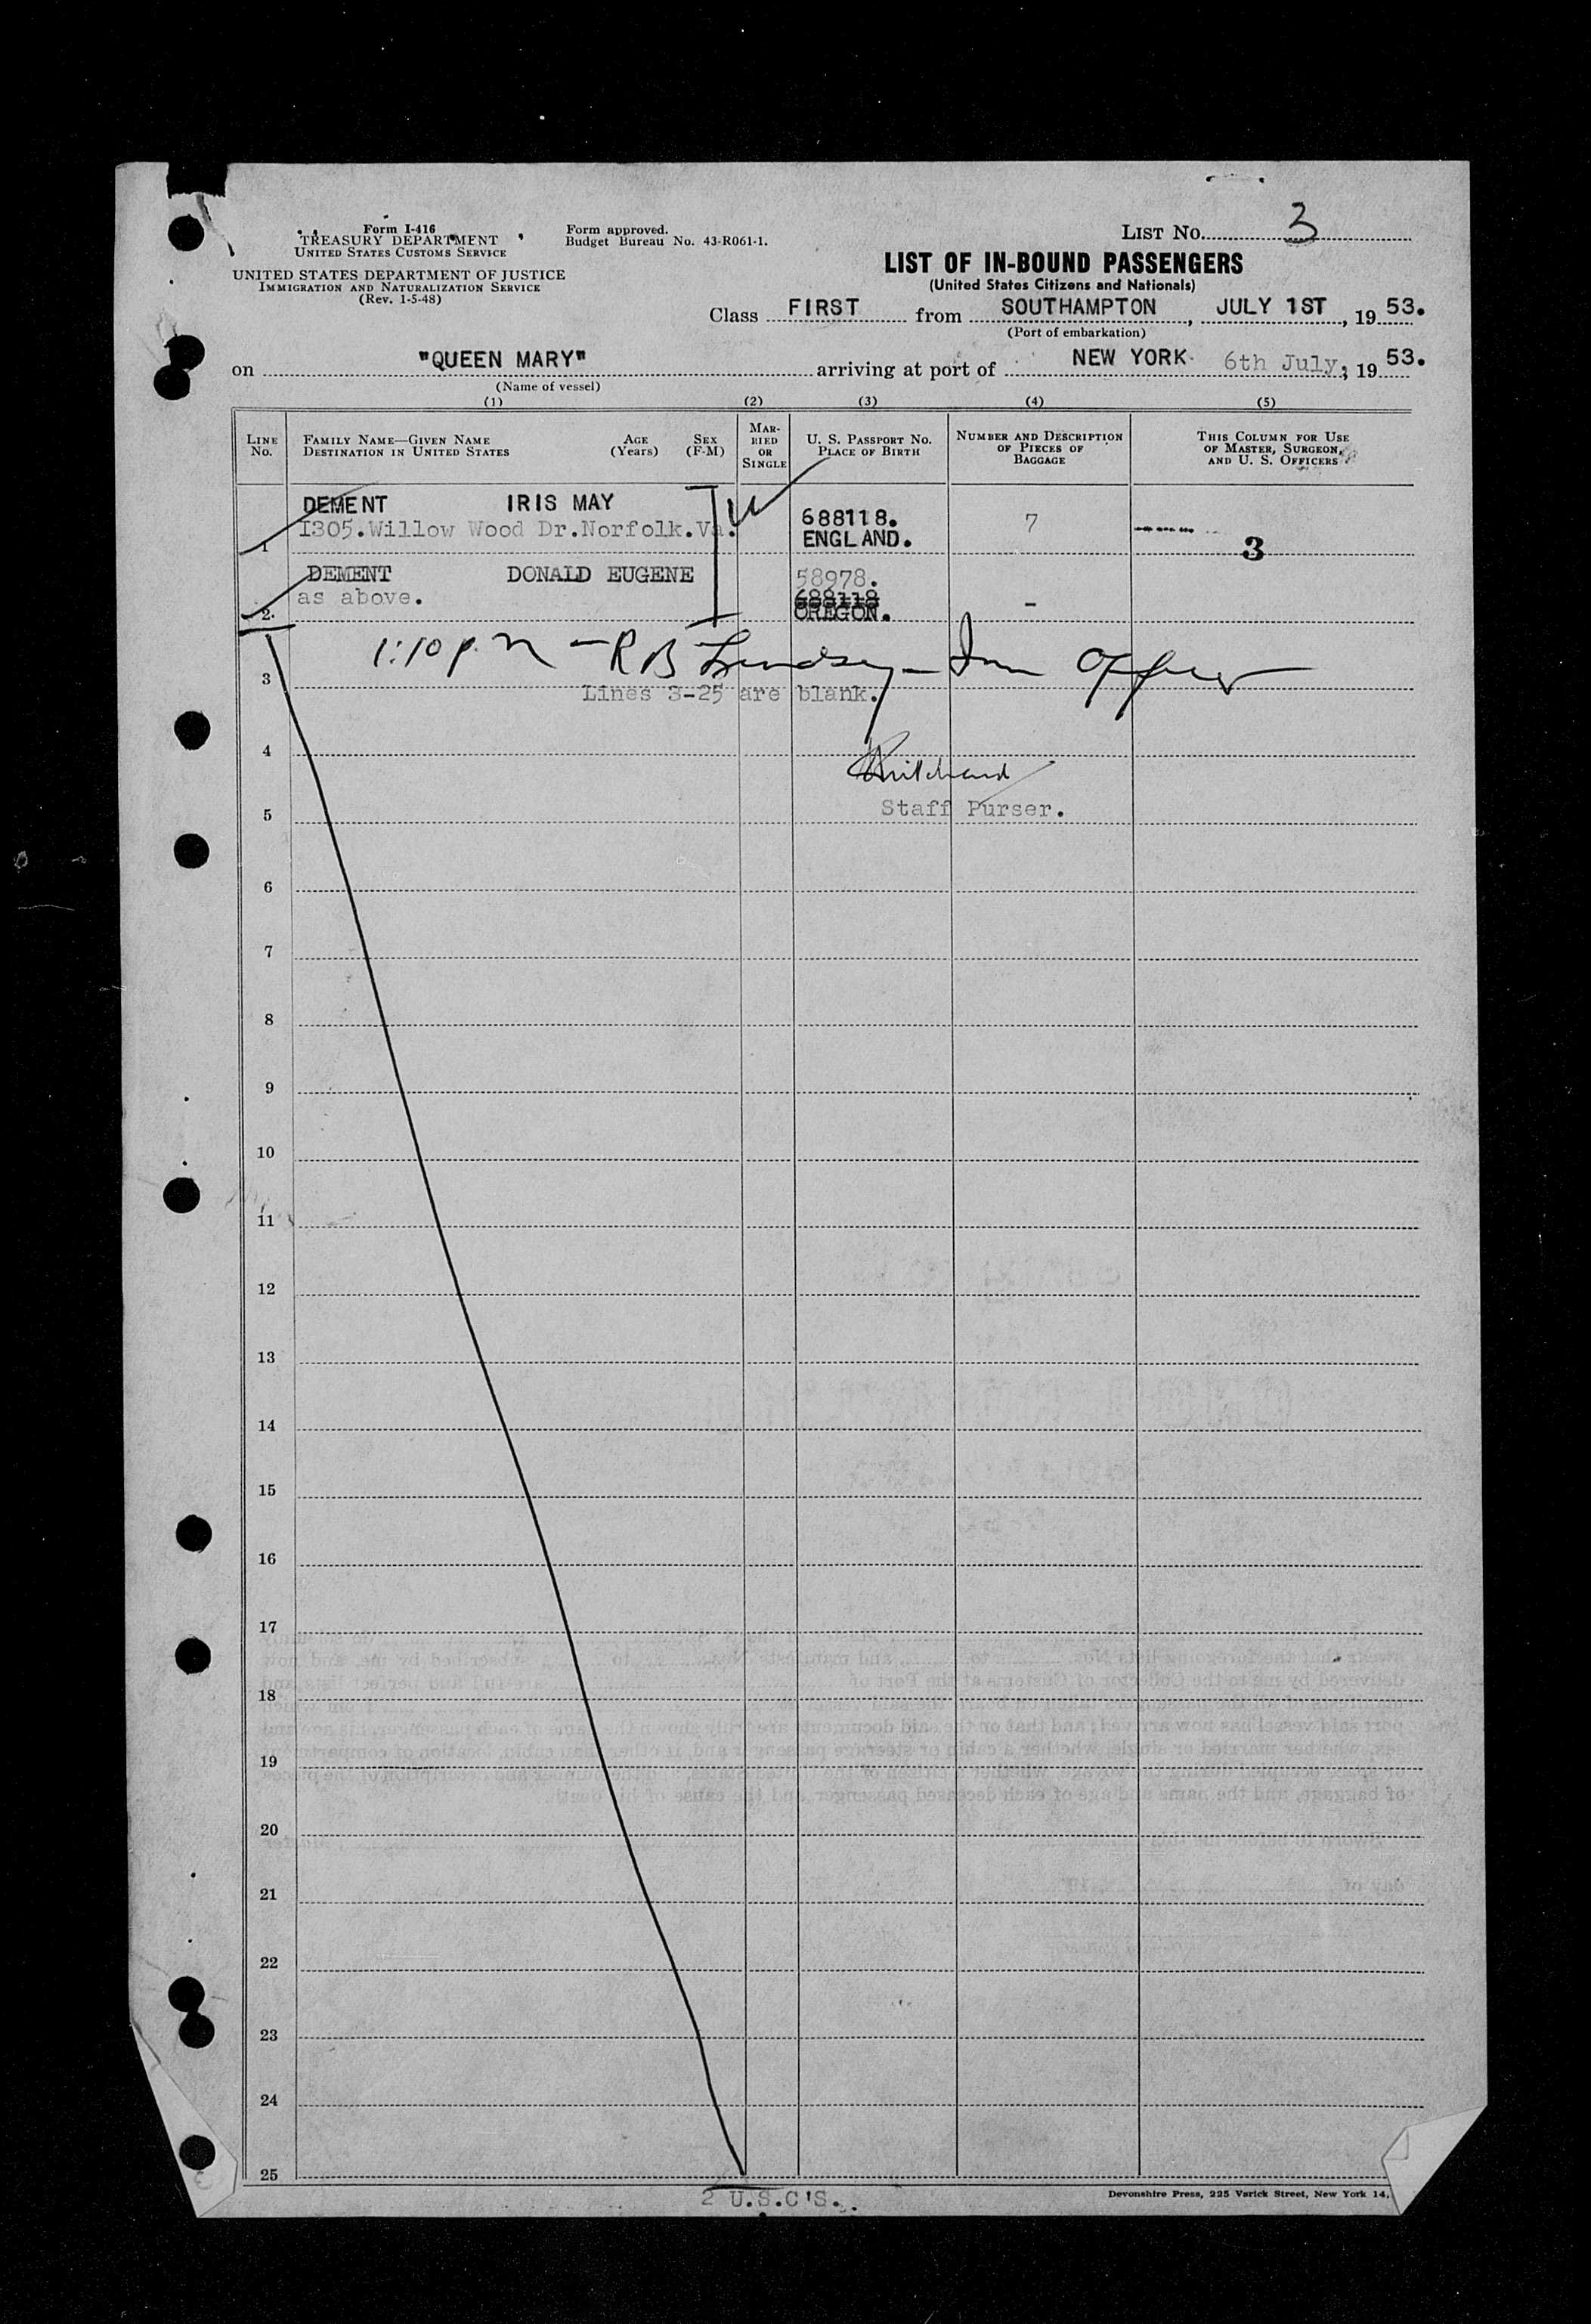 Form I-416
TREASURY DEPARTMENT
UNITED STATES CUSTOMS SERVICE
UNITED STATES DEPARTMENT OF JUSTICE
IMMIGRATION AND NATURALIZATION SERVICE
(Rev. 1-5-48)
Form approved.
Budget Bureau No. 43-R061-1.
LIST No. 3
LIST OF IN-BOUND PASSENGERS
(United States Citizens and Nationals)
Class FIRST from SOUTHAMPTON, JULY 1ST, 19 53.
(Port of embarkation)
on "QUEEN MARY" arriving at port of NEW YORK 6th July, 19 53.
(Name of vessel)
(1) (2) (3) (4) (5)
LINE No.
FAMILY NAME—GIVEN NAME
DESTINATION IN UNITED STATES
AGE (Years)
SEX (F-M)
MARRIED OR SINGLE
U. S. PASSPORT NO.
PLACE OF BIRTH
NUMBER AND DESCRIPTION OF PIECES OF BAGGAGE
THIS COLUMN FOR USE OF MASTER, SURGEON, AND U. S. OFFICERS
DEMENT IRIS MAY 688118. 7
1 1305.Willow Wood Dr.Norfolk.Va. ENGLAND. 3
DEMENT DONALD EUGENE 58978.
688118
2 as above. OREGON. -
1:10 p.m - R B Lindsey - Imm Officer
3
Lines 3-25 are blank.
4
Staff Purser.
5
6
7
8
9
10
11
12
13
14
15
16
17
18
19
20
21
22
23
24
25
2 U.S.C'S.
Devonshire Press, 225 Varick Street, New York 14,